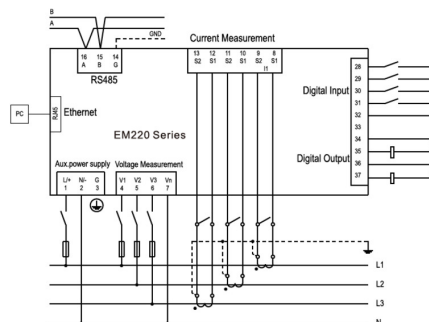 B
A
GND
Current Measurement
16 15 14
A B G
RS485
13 12 11 10 9 8
S2 S1 S2 S1 S2 S1
I1
28
29
Digital Input 30
31
32
33
34
Digital Output 35
36
37
PC
RJ45
Ethernet
EM220 Series
Aux.power supply Voltage Measurement
L/+ N/- G V1 V2 V3 Vn
1 2 3 4 5 6 7
L1
L2
L3
N